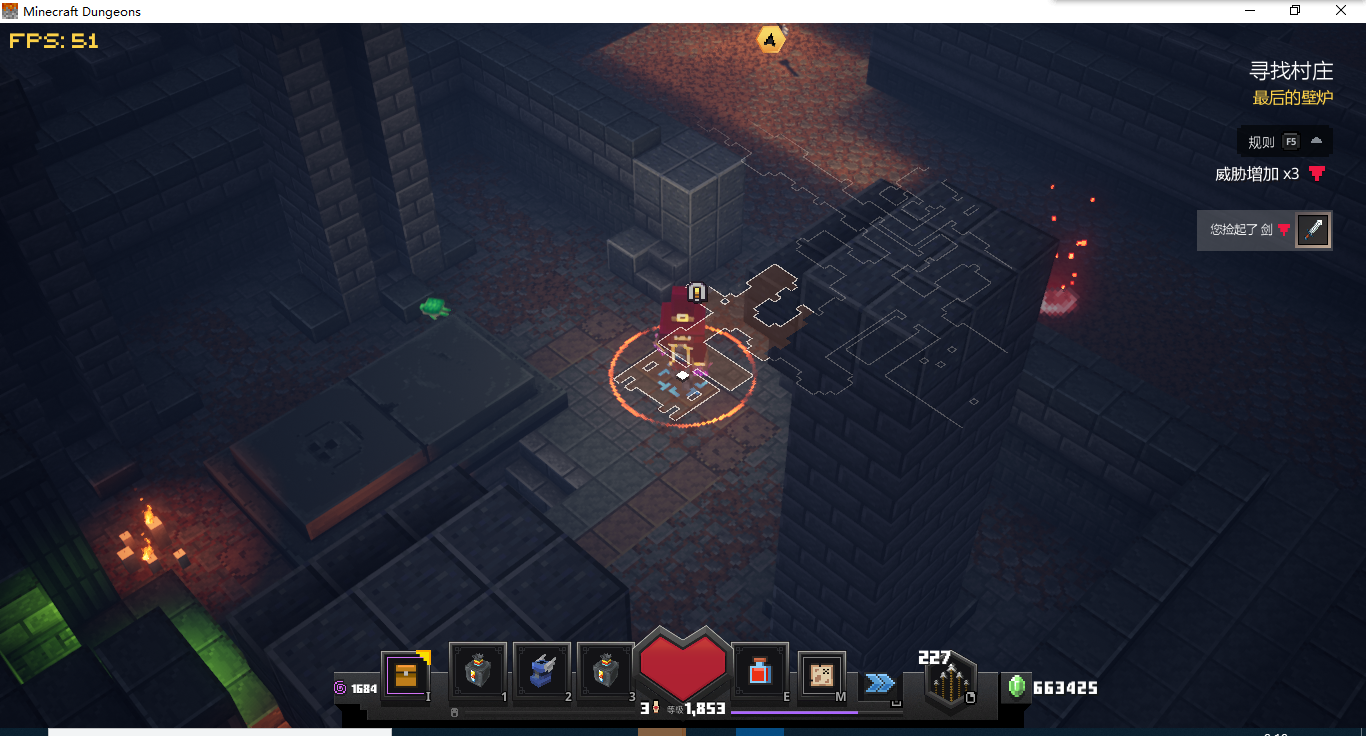 Minecraft Dungeons
FPS: 51
寻找村庄
最后的壁炉
规则 F5
威胁增加 x3
您捡起了 剑
1684
I
1
2
3
E
M
3 等级 1,853
227
663425